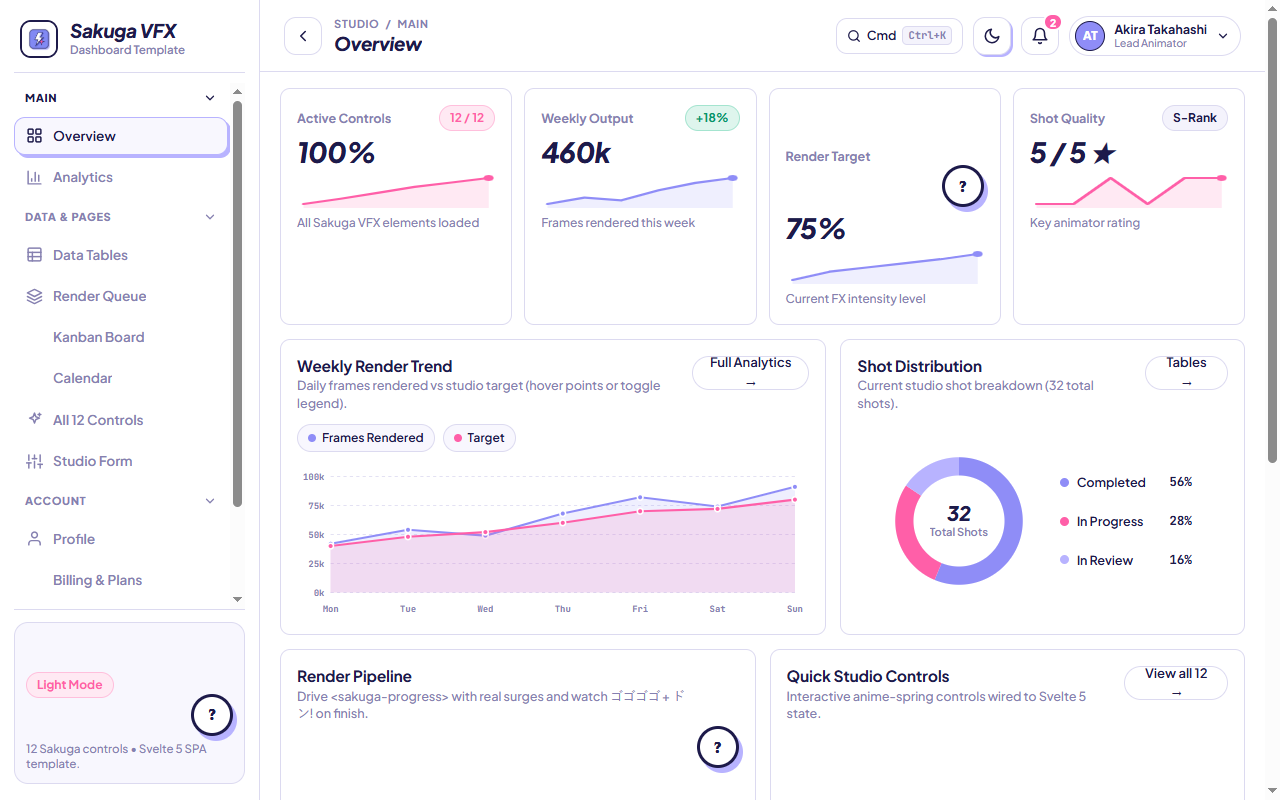 Sakuga VFX
Dashboard Template
MAIN
Overview
Analytics
DATA & PAGES
Data Tables
Render Queue
Kanban Board
Calendar
All 12 Controls
Studio Form
ACCOUNT
Profile
Billing & Plans
Light Mode
?
12 Sakuga controls • Svelte 5 SPA
template.
STUDIO / MAIN
Overview
Cmd Ctrl+K
2
AT
Akira Takahashi
Lead Animator
Active Controls
12 / 12
100%
All Sakuga VFX elements loaded
Weekly Output
+18%
460k
Frames rendered this week
Render Target
?
75%
Current FX intensity level
Shot Quality
S-Rank
5 / 5 ★
Key animator rating
Weekly Render Trend
Daily frames rendered vs studio target (hover points or toggle
legend).
Full Analytics
→
Frames Rendered
Target
100k
75k
50k
25k
0k
Mon Tue Wed Thu Fri Sat Sun
Shot Distribution
Current studio shot breakdown (32 total
shots).
Tables
→
32
Total Shots
Completed 56%
In Progress 28%
In Review 16%
Render Pipeline
Drive <sakuga-progress> with real surges and watch ゴゴゴゴ + ド
ン! on finish.
?
Quick Studio Controls
Interactive anime-spring controls wired to Svelte 5
state.
View all 12
→